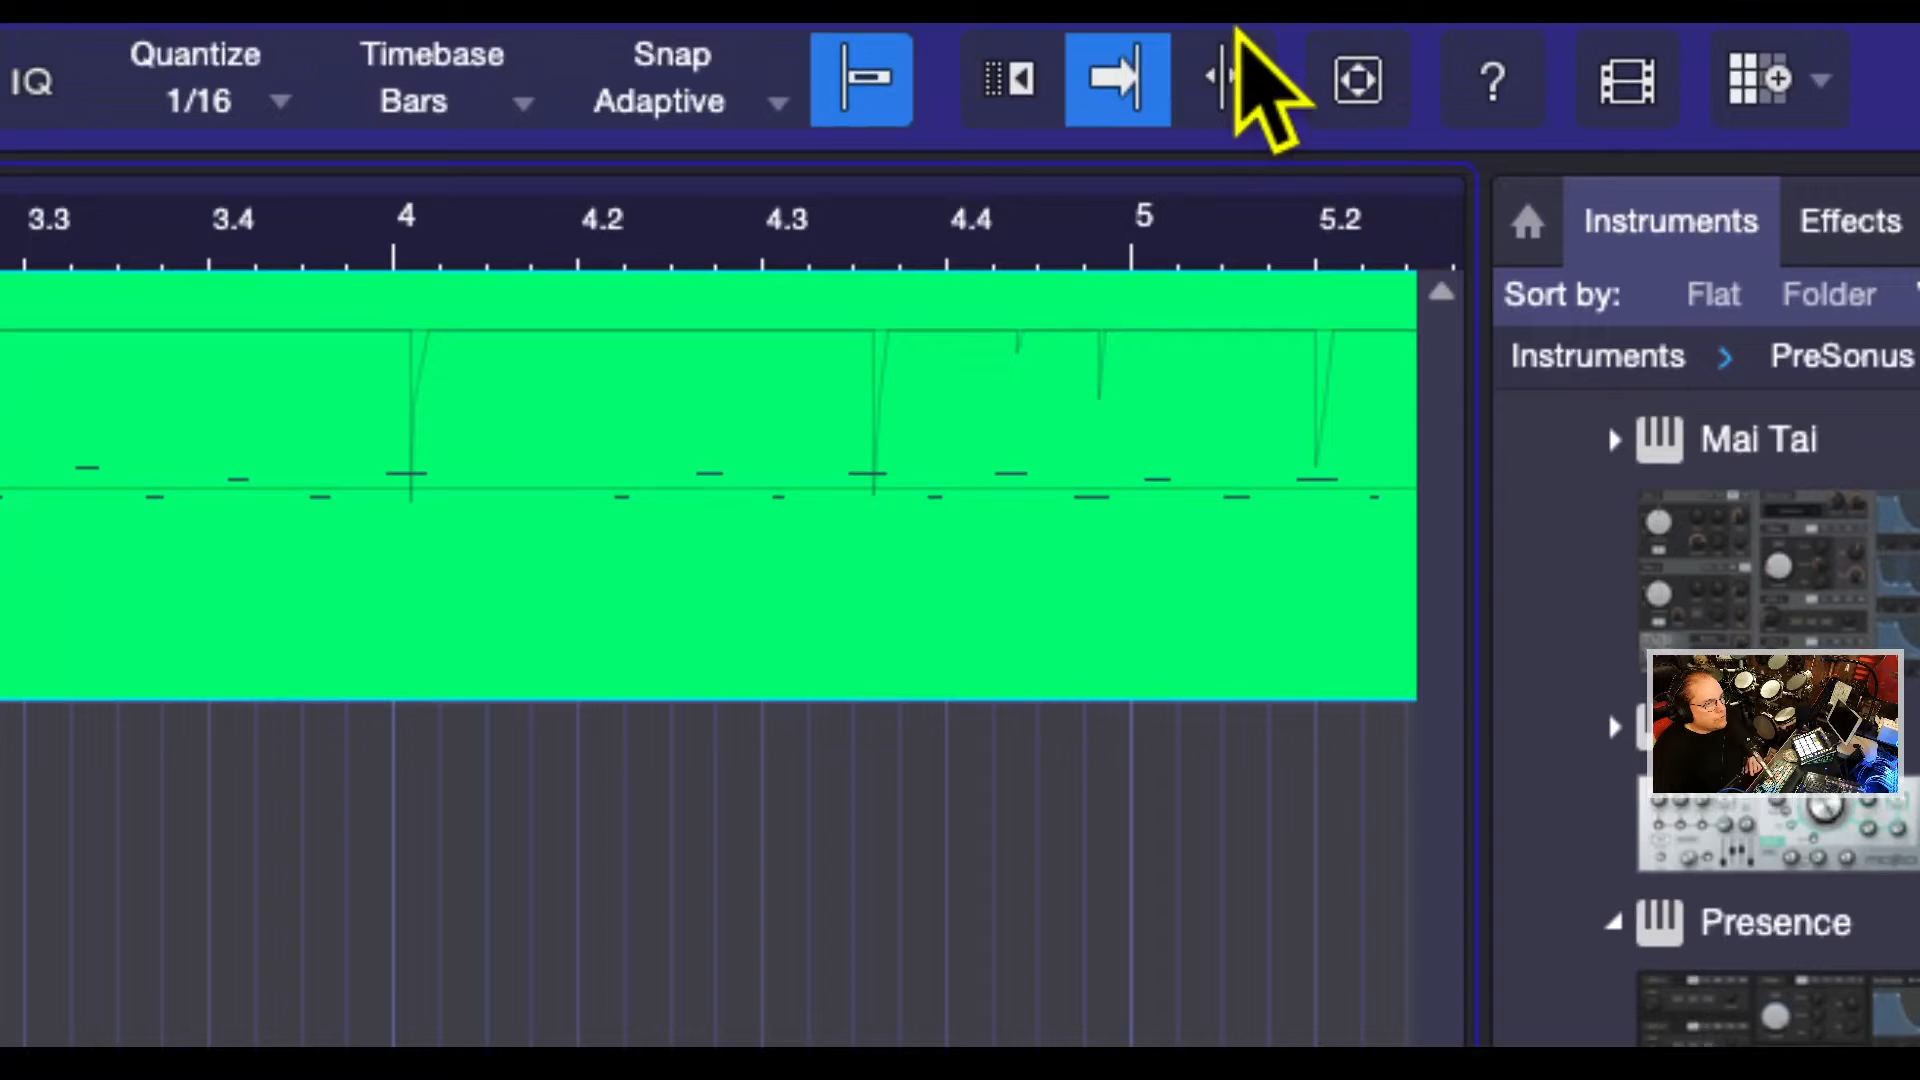 IQ
Quantize
1/16
Timebase
Bars
Snap
Adaptive
?
3.3
3.4
4
4.2
4.3
4.4
5
5.2
Instruments
Effects
Sort by:
Flat
Folder
Instruments > PreSonus
Mai Tai
Presence